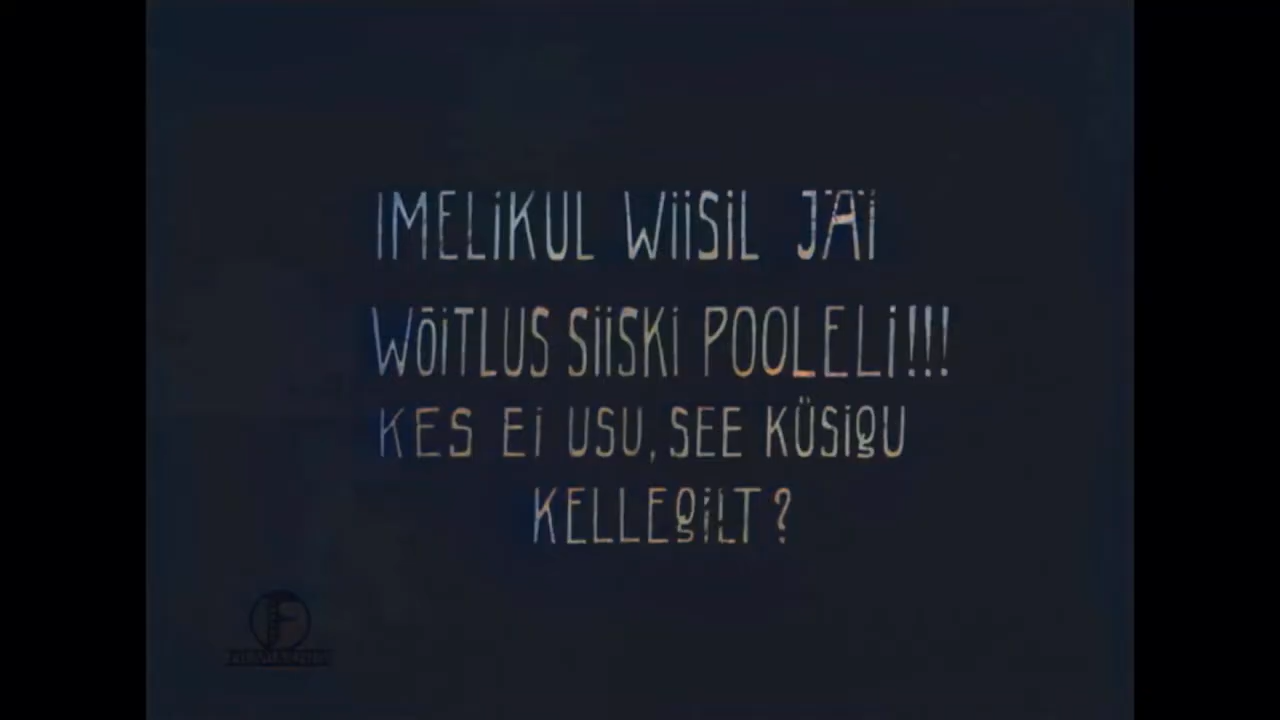 IMELIKUL WIISIL JÄI
WÕITLUS SIISKI POOLELI!!!
KES EI USU, SEE KÜSIGU
KELLEGILT?